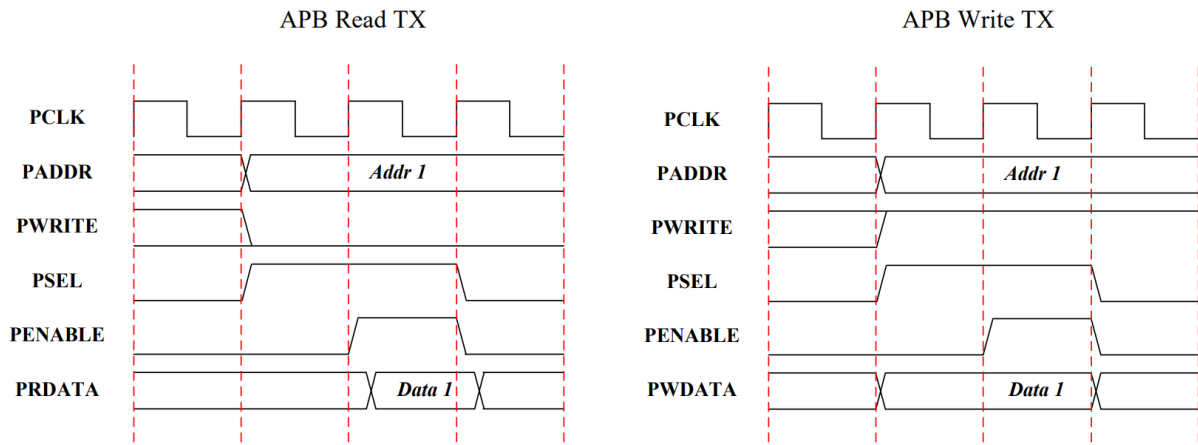 APB Read TX
PCLK
PADDR
Addr 1
PWRITE
PSEL
PENABLE
PRDATA
Data 1
APB Write TX
PCLK
PADDR
Addr 1
PWRITE
PSEL
PENABLE
PWDATA
Data 1